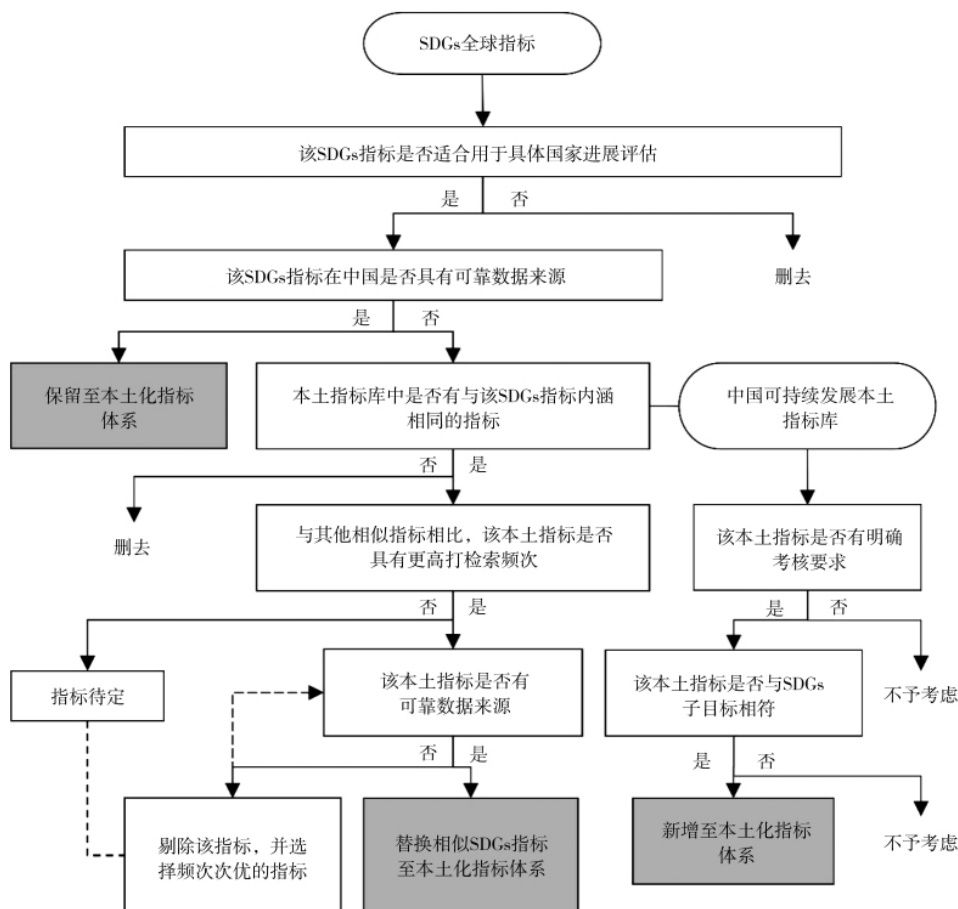 SDGs全球指标
该SDGs指标是否适合用于具体国家进展评估
是
否
该SDGs指标在中国是否具有可靠数据来源
删去
是
否
保留至本土化指标
体系
本土指标库中是否有与该SDGs指标内涵
相同的指标
中国可持续发展本土
指标库
否
是
删去
与其他相似指标相比，该本土指标是否
具有更高打检索频次
该本土指标是否有明确
考核要求
否
是
是
否
指标待定
该本土指标是否有
可靠数据来源
该本土指标是否与SDGs
子目标相符
不予考虑
否
是
是
否
剔除该指标，并选
择频次次优的指标
替换相似SDGs指标
至本土化指标体系
新增至本土化指标
体系
不予考虑